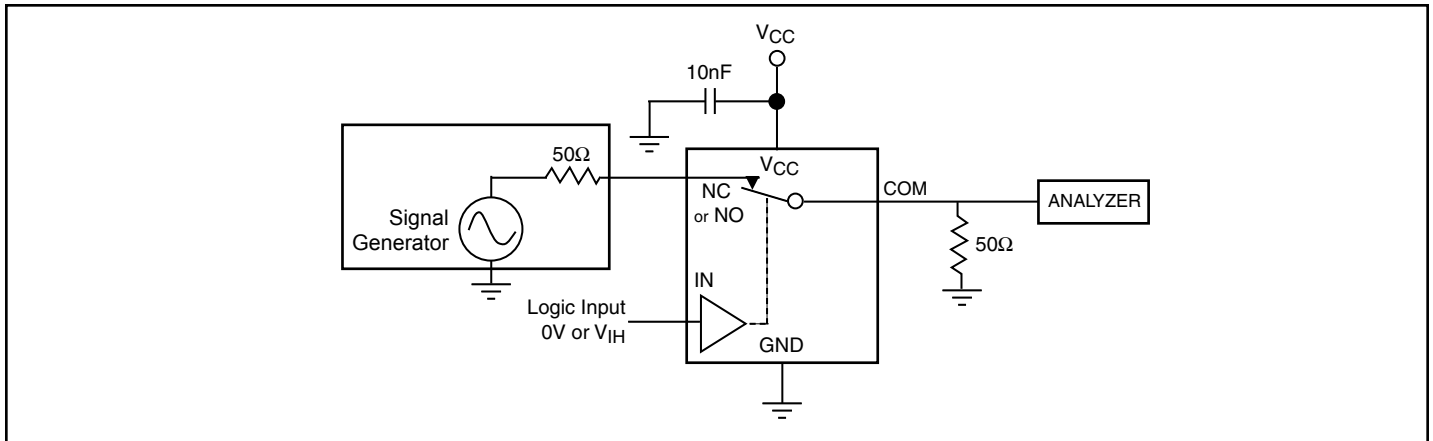 VCC
10nF
50Ω
VCC
NC
or NO
COM
ANALYZER
Signal
Generator
50Ω
IN
Logic Input
0V or VIH
GND